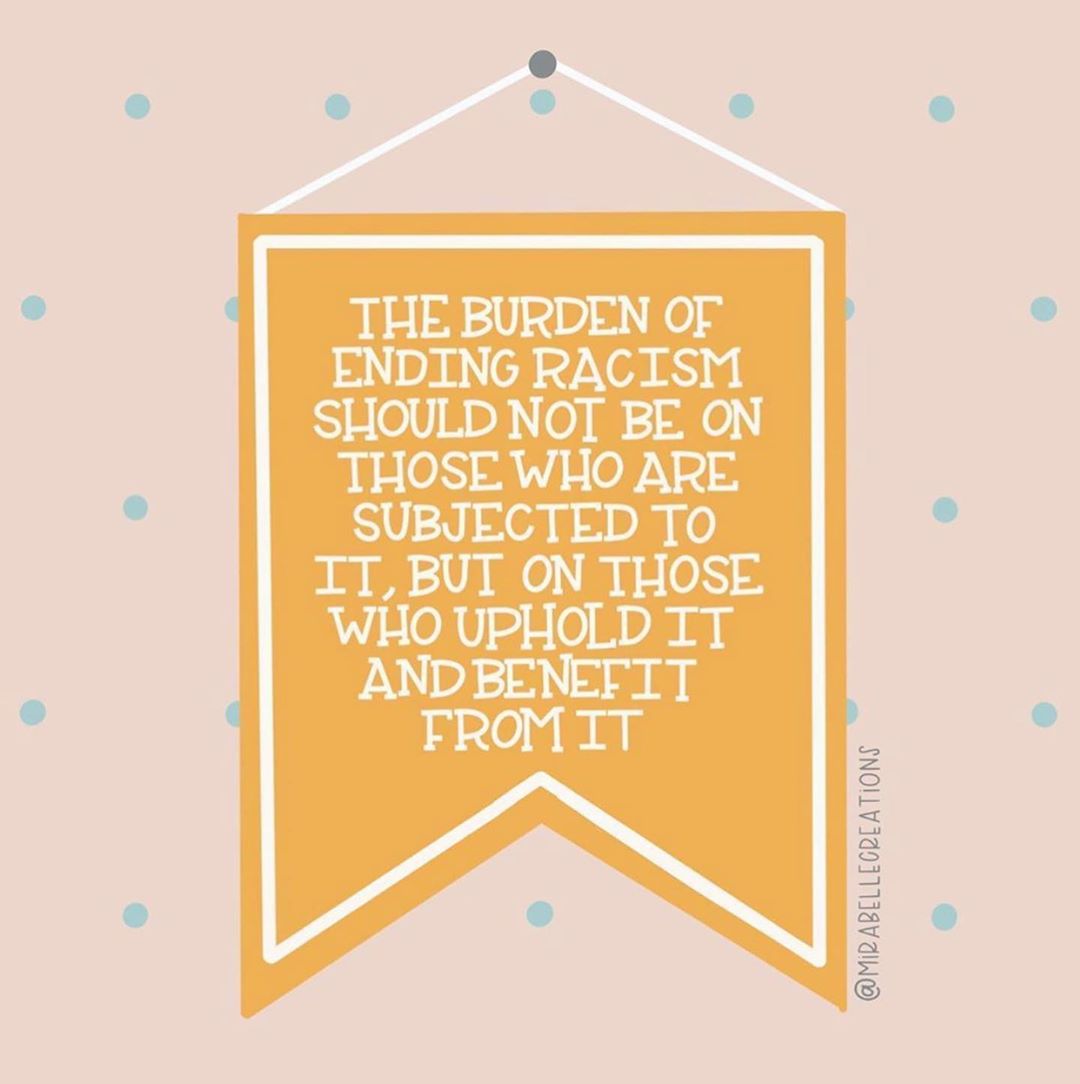 THE BURDEN OF
ENDING RACISM
SHOULD NOT BE ON
THOSE WHO ARE
SUBJECTED TO
IT, BUT ON THOSE
WHO UPHOLD IT
AND BENEFIT
FROM IT
@MIRABELLECREATIONS